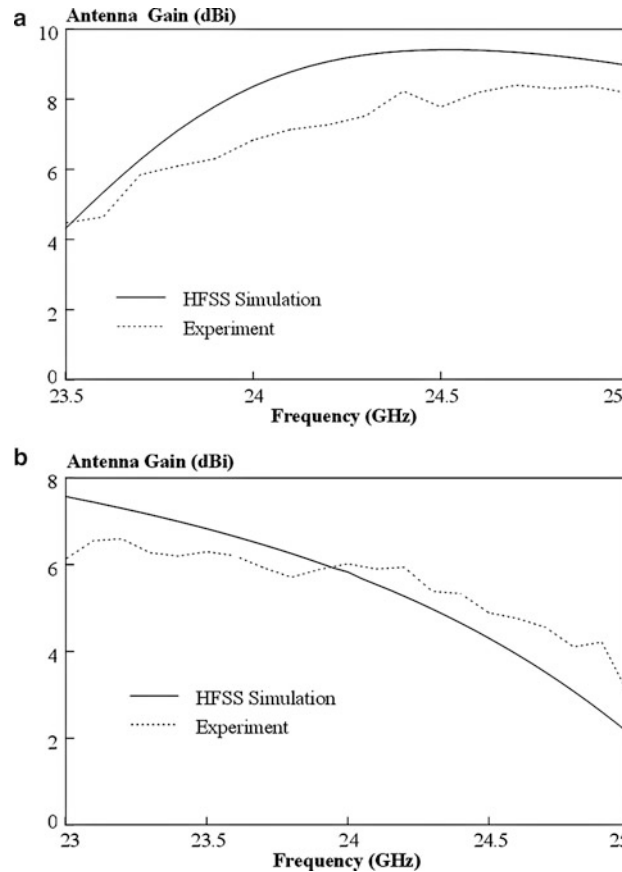 a
Antenna Gain (dBi)
10
8
6
4
2
0
HFSS Simulation
Experiment
23.5 24 24.5 25
Frequency (GHz)
b
Antenna Gain (dBi)
8
6
4
2
0
HFSS Simulation
Experiment
23 23.5 24 24.5
Frequency (GHz)